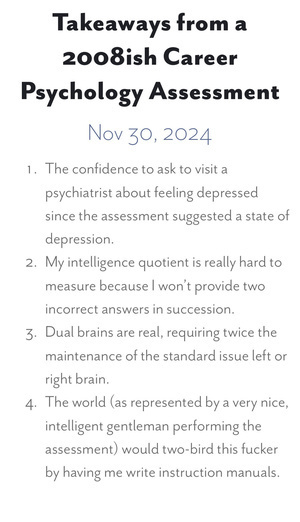 Takeaways from a
2008ish Career
Psychology Assessment
Nov 30, 2024
1. The confidence to ask to visit a
psychiatrist about feeling depressed
since the assessment suggested a state of
depression.
2. My intelligence quotient is really hard to
measure because I won't provide two
incorrect answers in succession.
3. Dual brains are real, requiring twice the
maintenance of the standard issue left or
right brain.
4. The world (as represented by a very nice,
intelligent gentleman performing the
assessment) would two-bird this fucker
by having me write instruction manuals.